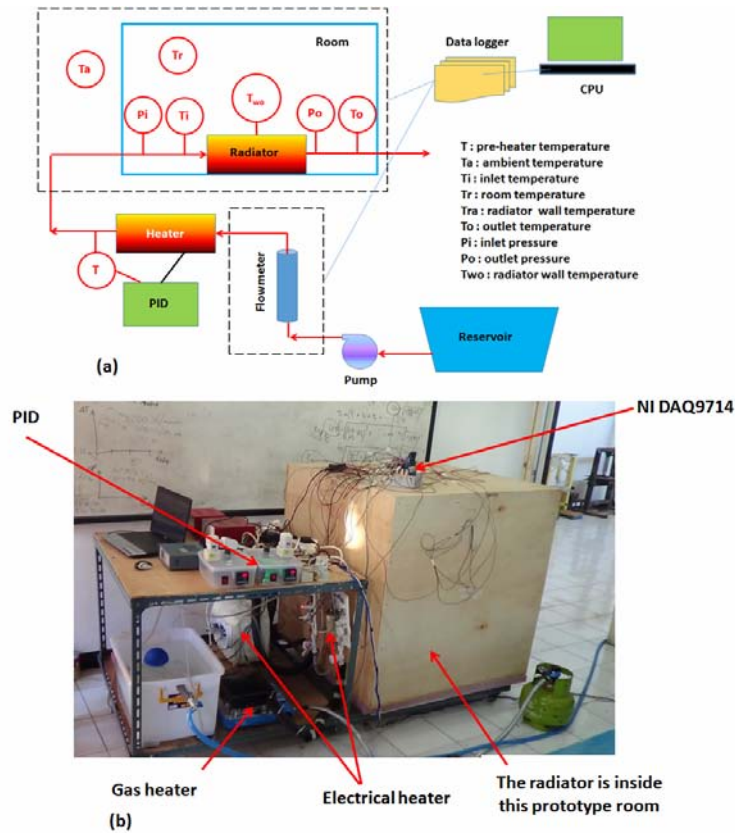 Room
Data logger
CPU
Ta
Tr
Two
Pi
Ti
Po
To
Radiator
T : pre-heater temperature
Ta : ambient temperature
Ti : inlet temperature
Tr : room temperature
Tra : radiator wall temperature
To : outlet temperature
Pi : inlet pressure
Po : outlet pressure
Two : radiator wall temperature
Heater
T
PID
Flowmeter
Reservoir
Pump
(a)
PID
NI DAQ9714
Gas heater
Electrical heater
The radiator is inside
this prototype room
(b)